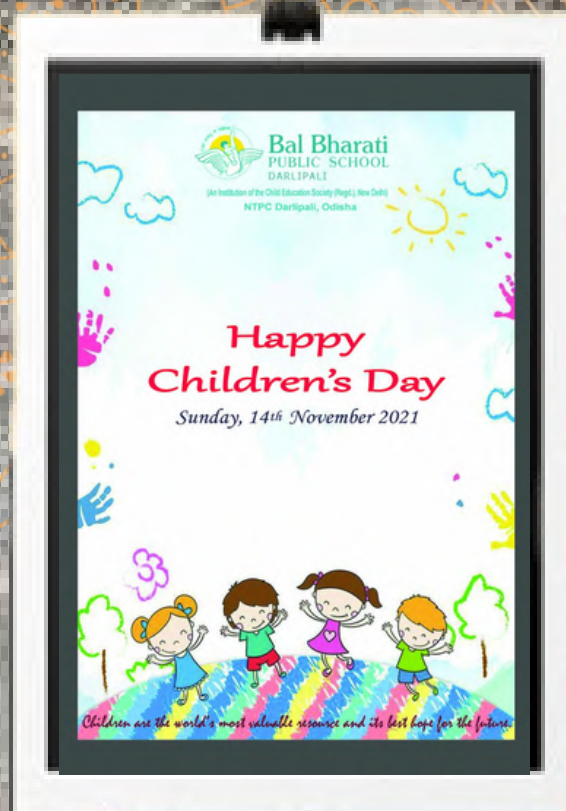 Bal Bharati
PUBLIC SCHOOL
DARLIPALI
(An Institution of the Child Education Society (Regd.), New Delhi)
NTPC Darlipali, Odisha
Happy
Children's Day
Sunday, 14th November 2021
Children are the world's most valuable resource and its best hope for the future.